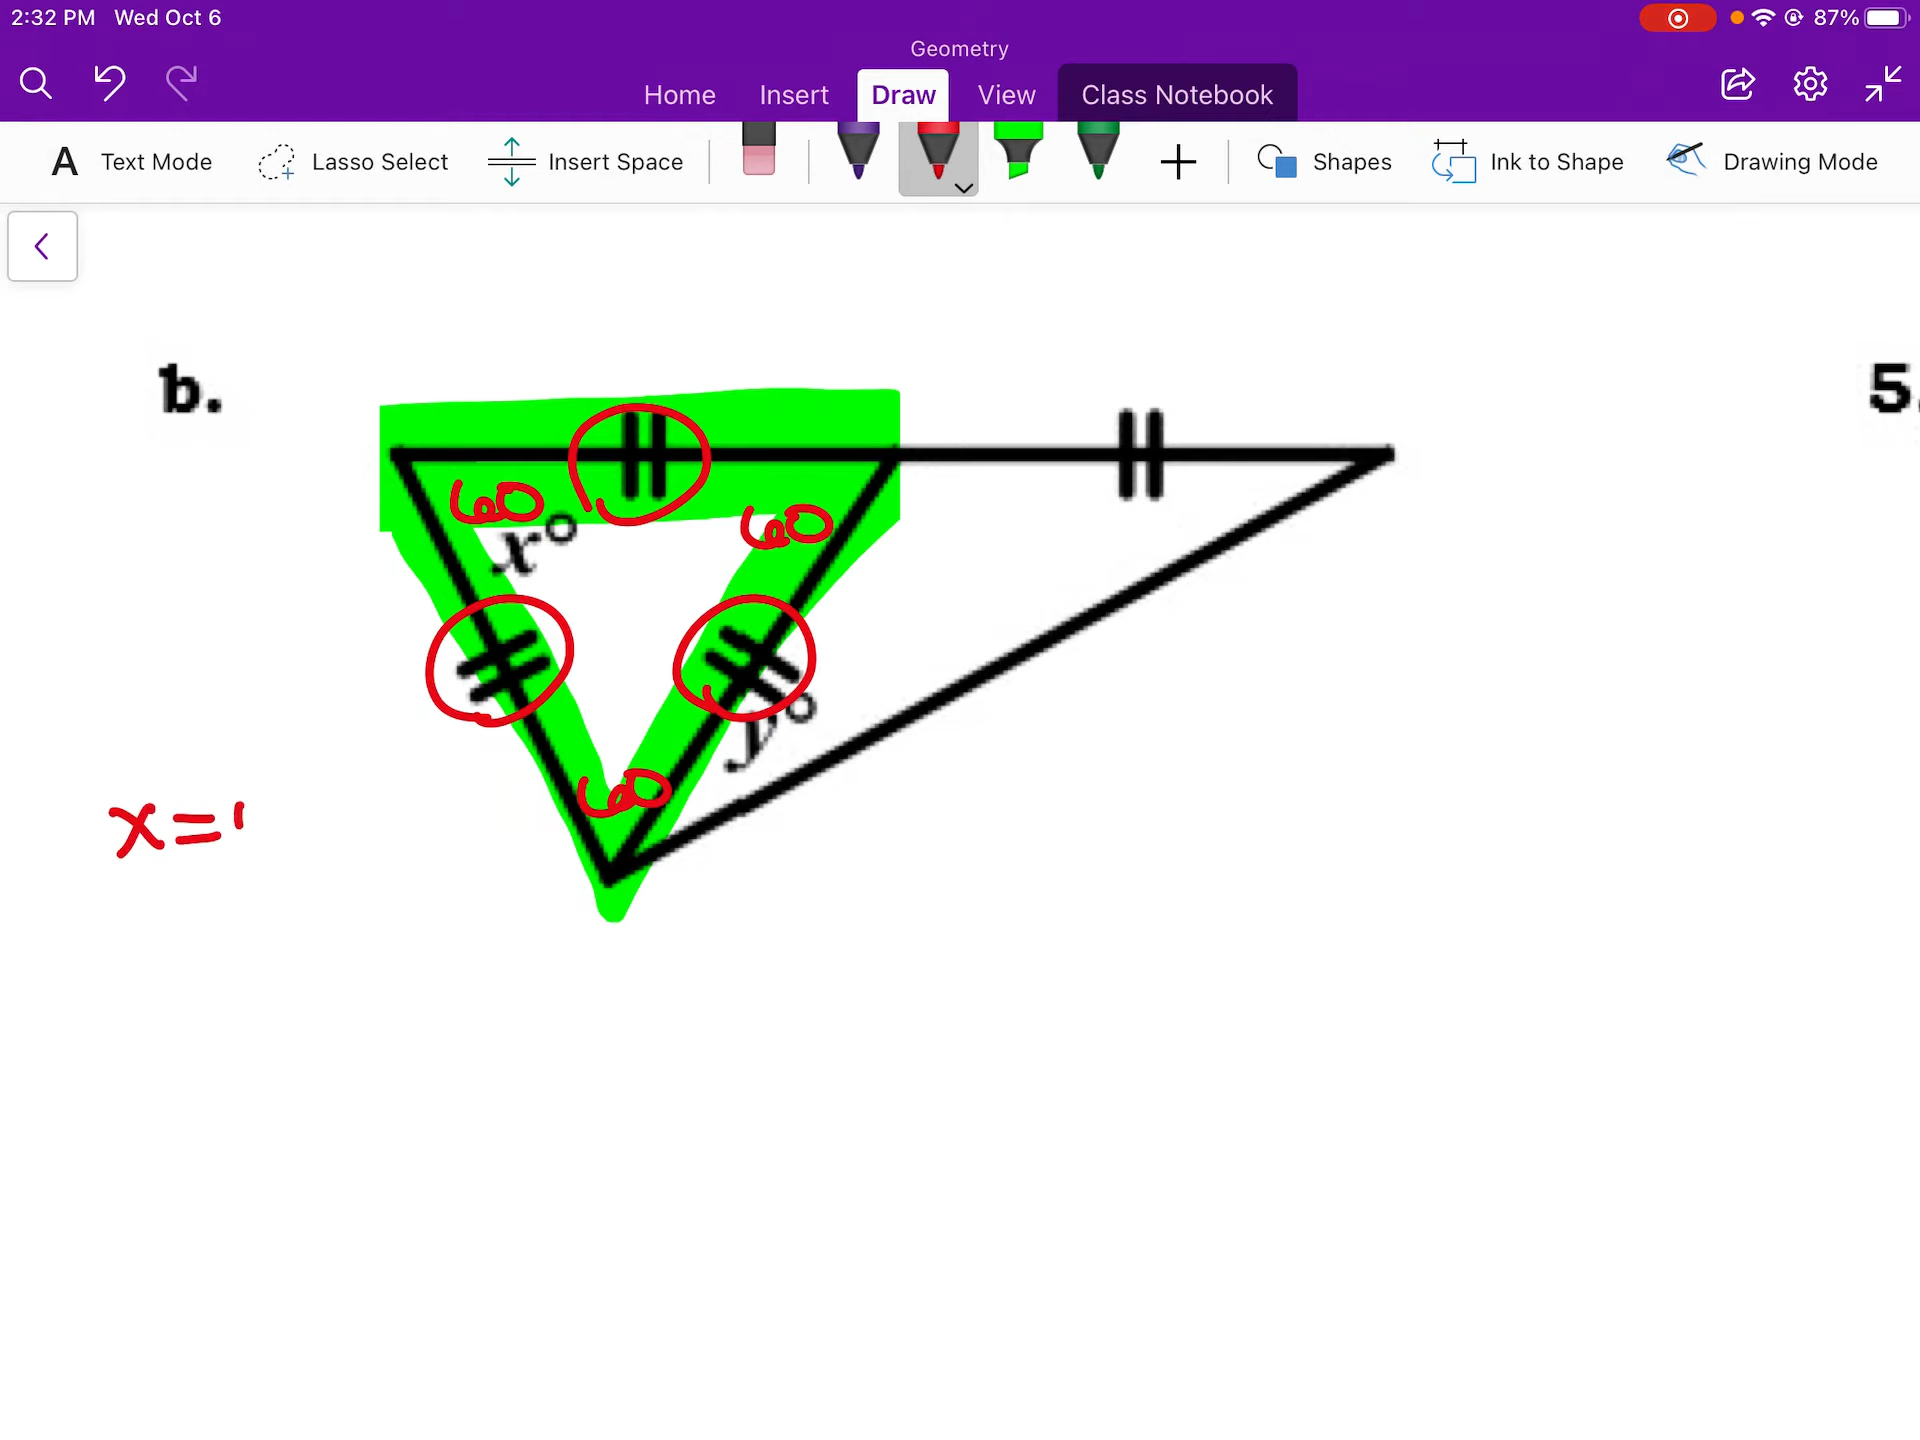 2:32 PM Wed Oct 6
87%
Geometry
Home Insert Draw View Class Notebook
A Text Mode Lasso Select Insert Space Shapes Ink to Shape Drawing Mode
b.
5.
60
60
x°
y°
60
x=